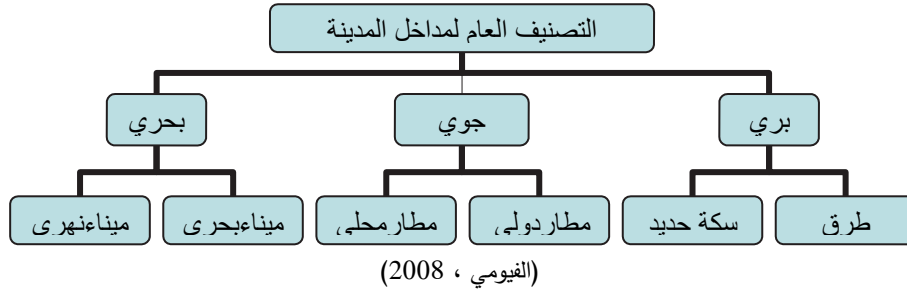 التصنيف العام لمداخل المدينة
بري
جوي
بحري
طرق
سكة حديد
مطاردولي
مطارمحلي
ميناءبحري
ميناءنهري
(الفيومي ، 2008)